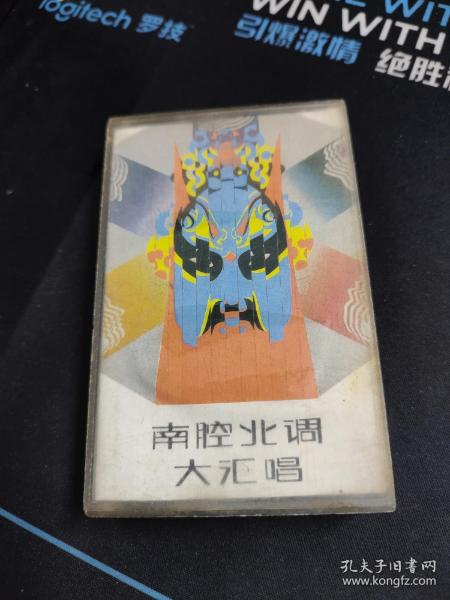 WITH
logitech 罗技
WIN WITH
引爆激情 绝胜
南腔北调
大汇唱
孔夫子旧书网
www.kongfz.com